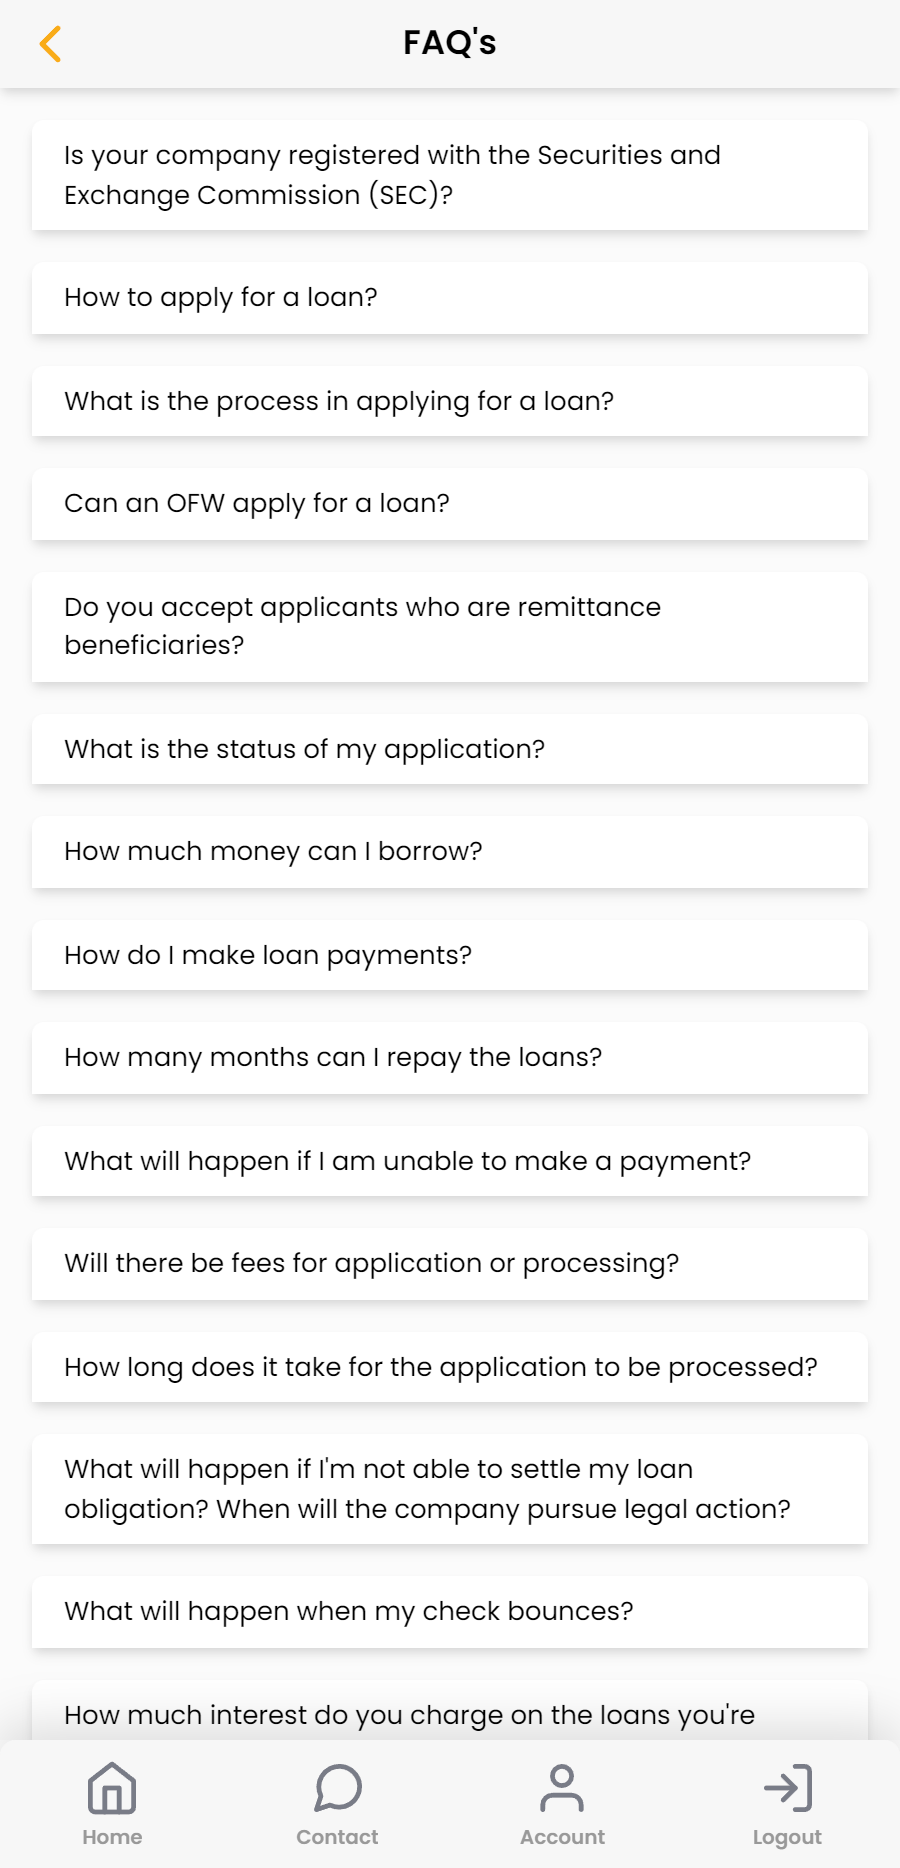 FAQ's
Is your company registered with the Securities and
Exchange Commission (SEC)?
How to apply for a loan?
What is the process in applying for a loan?
Can an OFW apply for a loan?
Do you accept applicants who are remittance
beneficiaries?
What is the status of my application?
How much money can I borrow?
How do I make loan payments?
How many months can I repay the loans?
What will happen if I am unable to make a payment?
Will there be fees for application or processing?
How long does it take for the application to be processed?
What will happen if I'm not able to settle my loan
obligation? When will the company pursue legal action?
What will happen when my check bounces?
How much interest do you charge on the loans you're
Home
Contact
Account
Logout